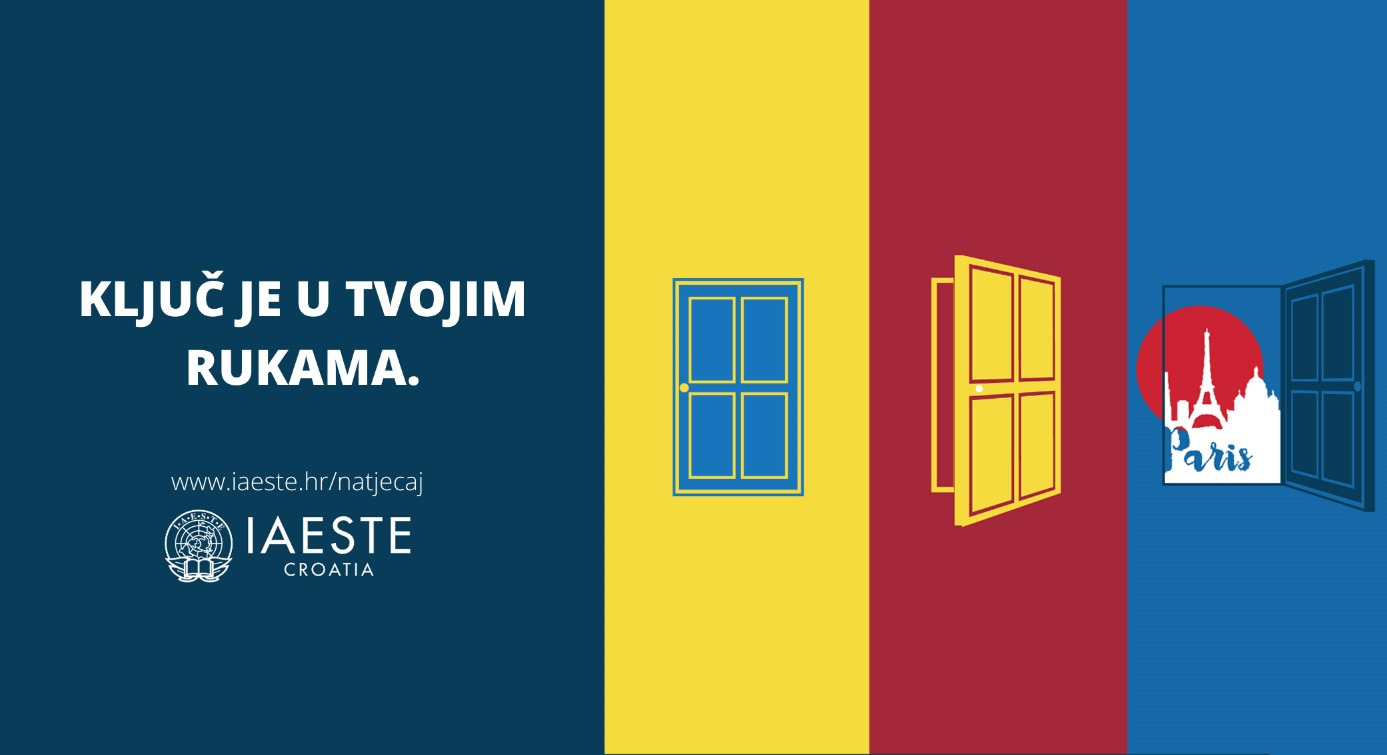 KLJUČ JE U TVOJIM
RUKAMA.
www.iaeste.hr/natjecaj
I·A·E·S·T·E
IAESTE
CROATIA
Paris